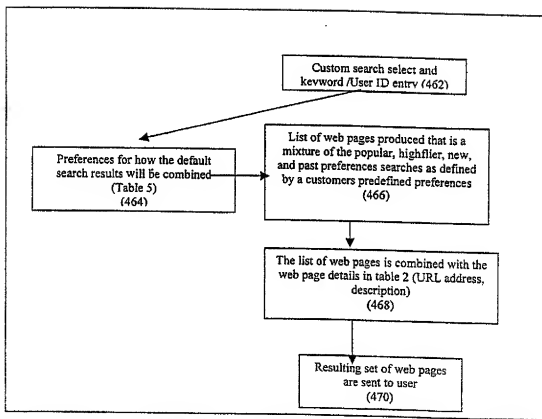 Custom search select and
keyword /User ID entry (462)
Preferences for how the default
search results will be combined
(Table 5)
(464)
List of web pages produced that is a
mixture of the popular, highflier, new,
and past preferences searches as defined
by a customers predefined preferences
(466)
The list of web pages is combined with the
web page details in table 2 (URL address,
description)
(468)
Resulting set of web pages
are sent to user
(470)